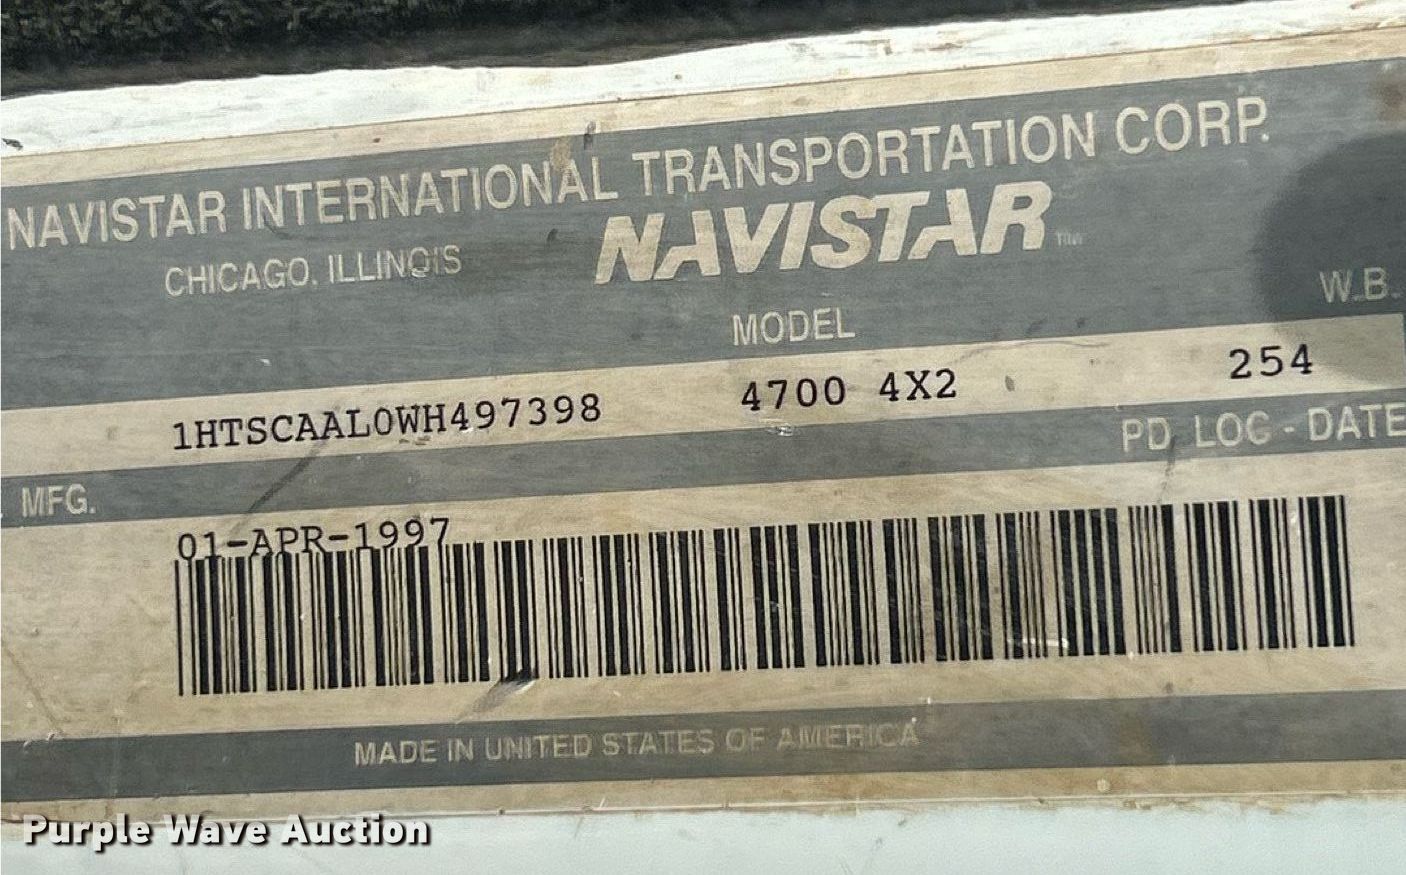 NAVISTAR INTERNATIONAL TRANSPORTATION CORP.
CHICAGO, ILLINOIS NAVISTAR TM
MODEL W.B.
1HTSCAAL0WH497398 4700 4X2 254
MFG. PD LOC - DATE
01-APR-1997
MADE IN UNITED STATES OF AMERICA
Purple Wave Auction